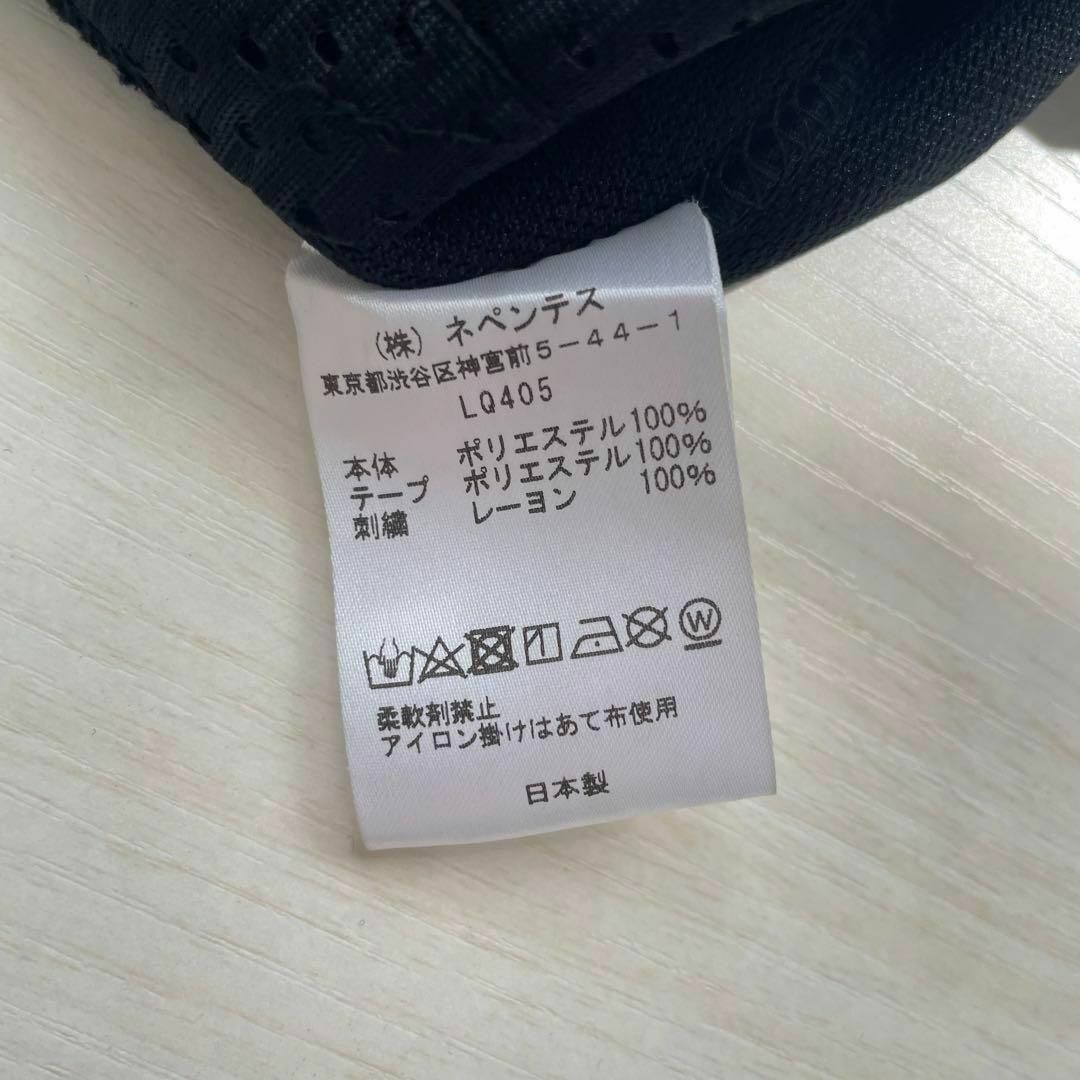 (株) ネペンテス
東京都渋谷区神宮前5-44-1
LQ405
本体 ポリエステル100%
テープ ポリエステル100%
刺繍 レーヨン 100%
W
柔軟剤禁止
アイロン掛けはあて布使用
日本製